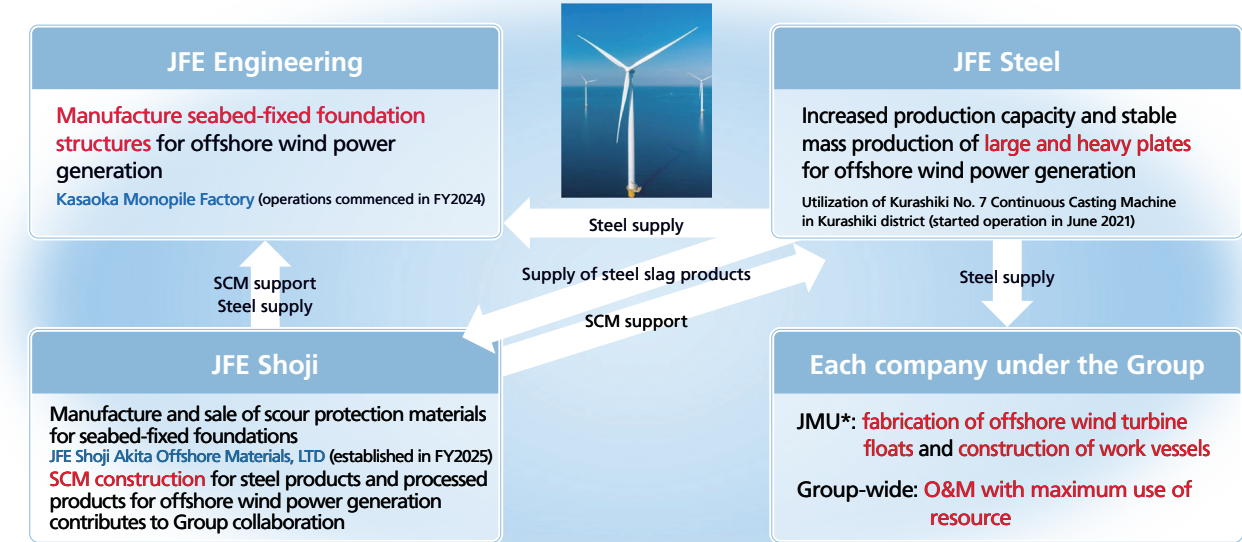 JFE Engineering
Manufacture seabed-fixed foundation
structures for offshore wind power
generation
Kasaoka Monopile Factory (operations commenced in FY2024)
JFE Steel
Increased production capacity and stable
mass production of large and heavy plates
for offshore wind power generation
Utilization of Kurashiki No. 7 Continuous Casting Machine
in Kurashiki district (started operation in June 2021)
Steel supply
SCM support
Steel supply
Supply of steel slag products
SCM support
Steel supply
JFE Shoji
Manufacture and sale of scour protection materials
for seabed-fixed foundations
JFE Shoji Akita Offshore Materials, LTD (established in FY2025)
SCM construction for steel products and processed
products for offshore wind power generation
contributes to Group collaboration
Each company under the Group
JMU*: fabrication of offshore wind turbine
floats and construction of work vessels
Group-wide: O&M with maximum use of
resource